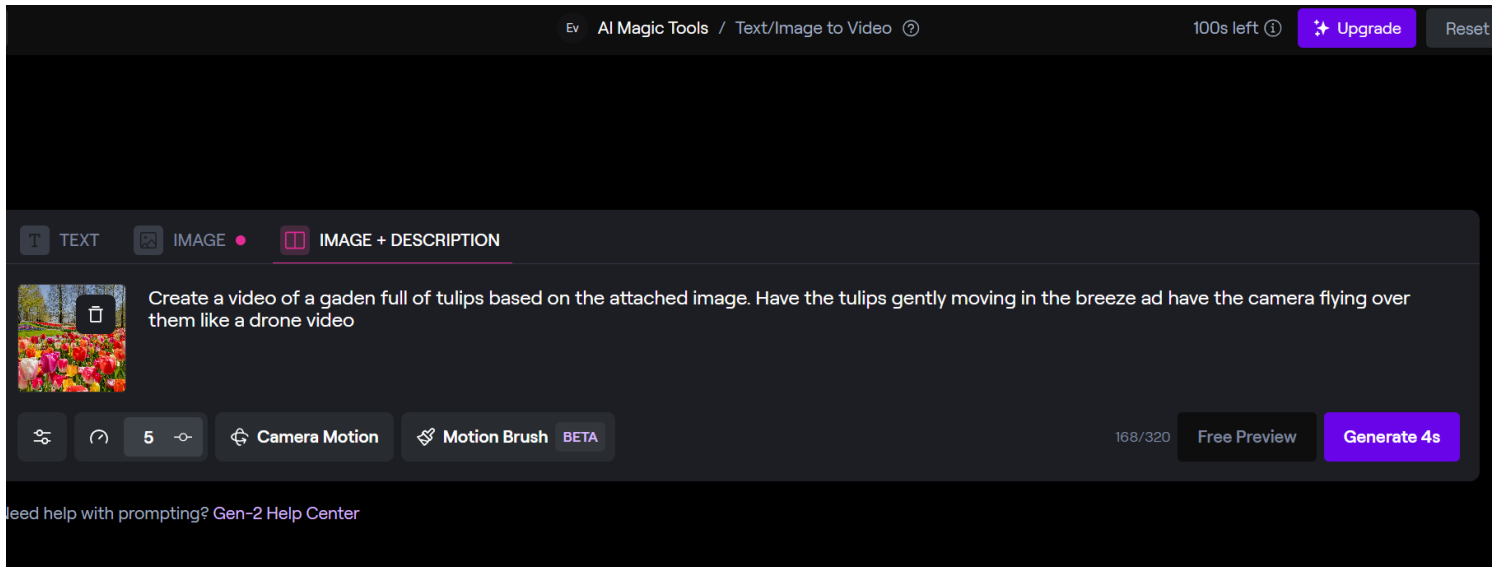 Ev AI Magic Tools / Text/Image to Video 100s left Upgrade Reset
TEXT IMAGE IMAGE + DESCRIPTION
Create a video of a gaden full of tulips based on the attached image. Have the tulips gently moving in the breeze ad have the camera flying over
them like a drone video
5 Camera Motion Motion Brush BETA 168/320 Free Preview Generate 4s
leed help with prompting? Gen-2 Help Center